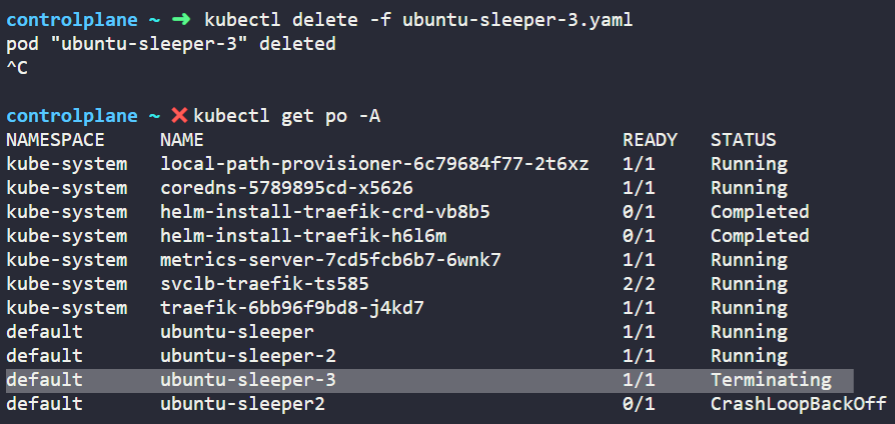 controlplane ~ ➜ kubectl delete -f ubuntu-sleeper-3.yaml
pod "ubuntu-sleeper-3" deleted
^C
controlplane ~ ✖ kubectl get po -A
NAMESPACE NAME READY STATUS
kube-system local-path-provisioner-6c79684f77-2t6xz 1/1 Running
kube-system coredns-5789895cd-x5626 1/1 Running
kube-system helm-install-traefik-crd-vb8b5 0/1 Completed
kube-system helm-install-traefik-h6l6m 0/1 Completed
kube-system metrics-server-7cd5fcb6b7-6wnk7 1/1 Running
kube-system svclb-traefik-ts585 2/2 Running
kube-system traefik-6bb96f9bd8-j4kd7 1/1 Running
default ubuntu-sleeper 1/1 Running
default ubuntu-sleeper-2 1/1 Running
default ubuntu-sleeper-3 1/1 Terminating
default ubuntu-sleeper2 0/1 CrashLoopBackOff